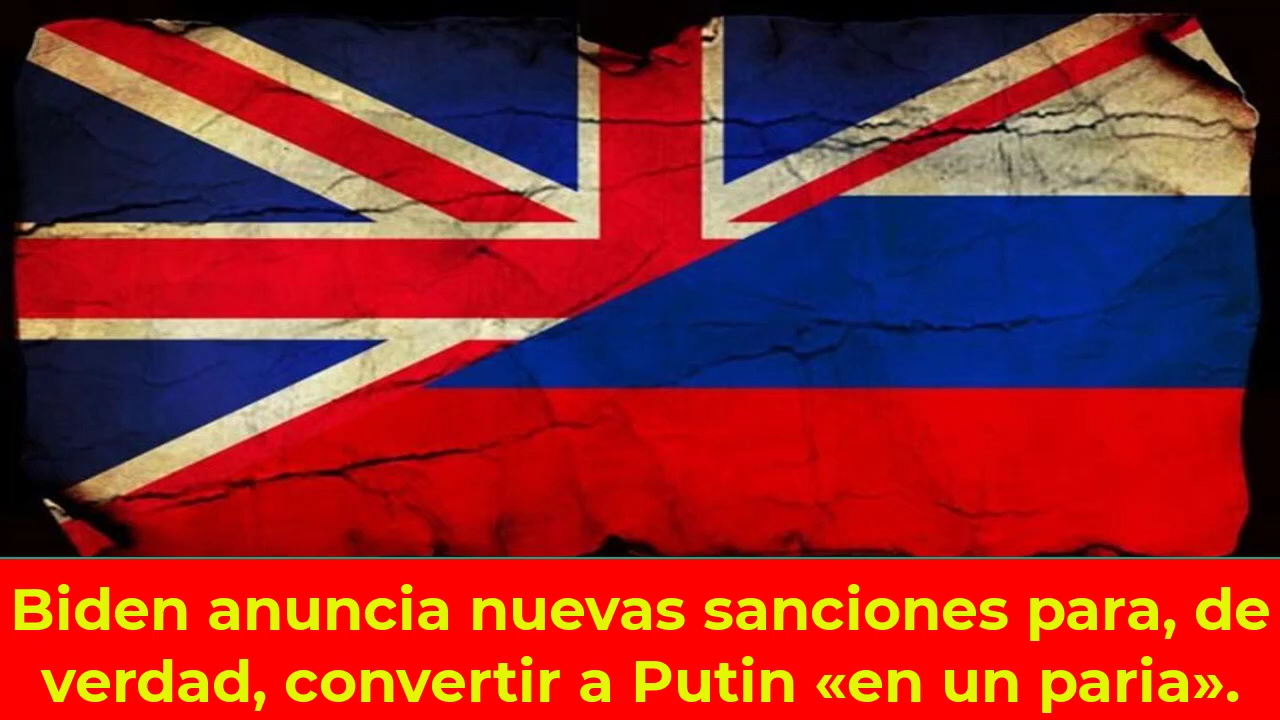 Biden anuncia nuevas sanciones para, de
verdad, convertir a Putin «en un paria».